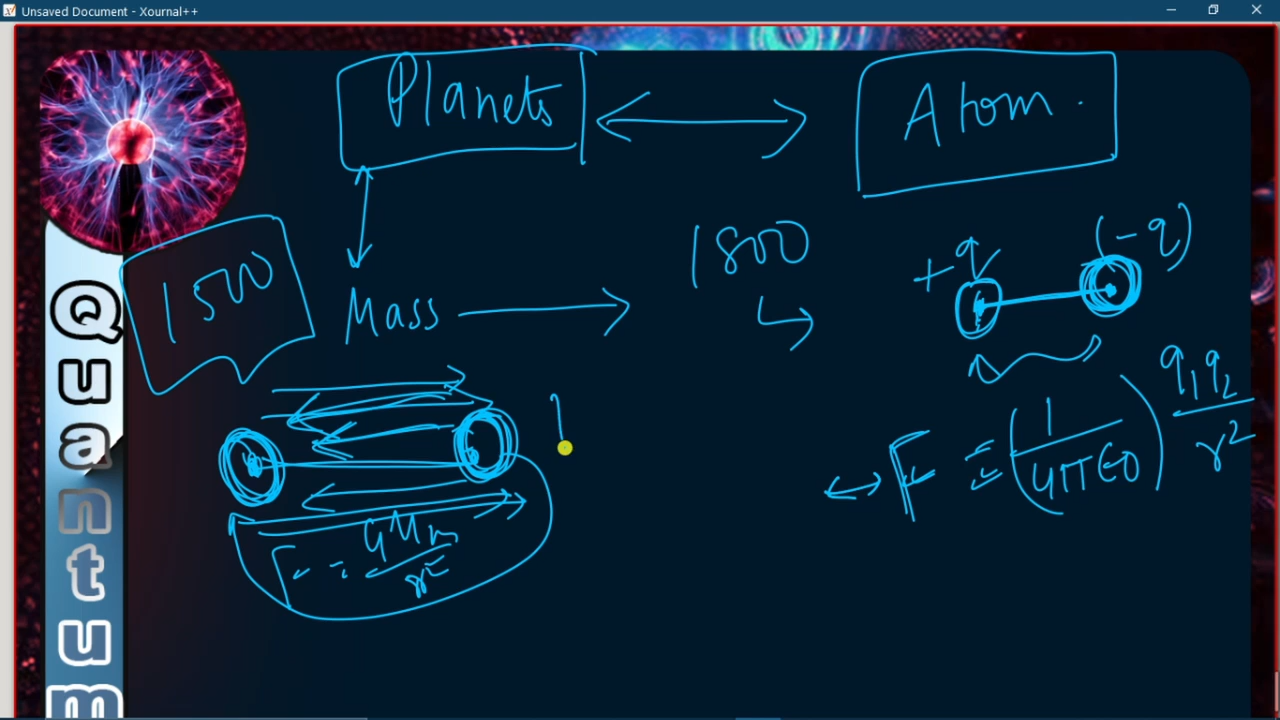 Unsaved Document - Xournal++
Planets
Atom.
1500
Mass
1800
+q
(-q)
F = (1/4πε0) q1q2/r²
F = GMm/r²
Quantum